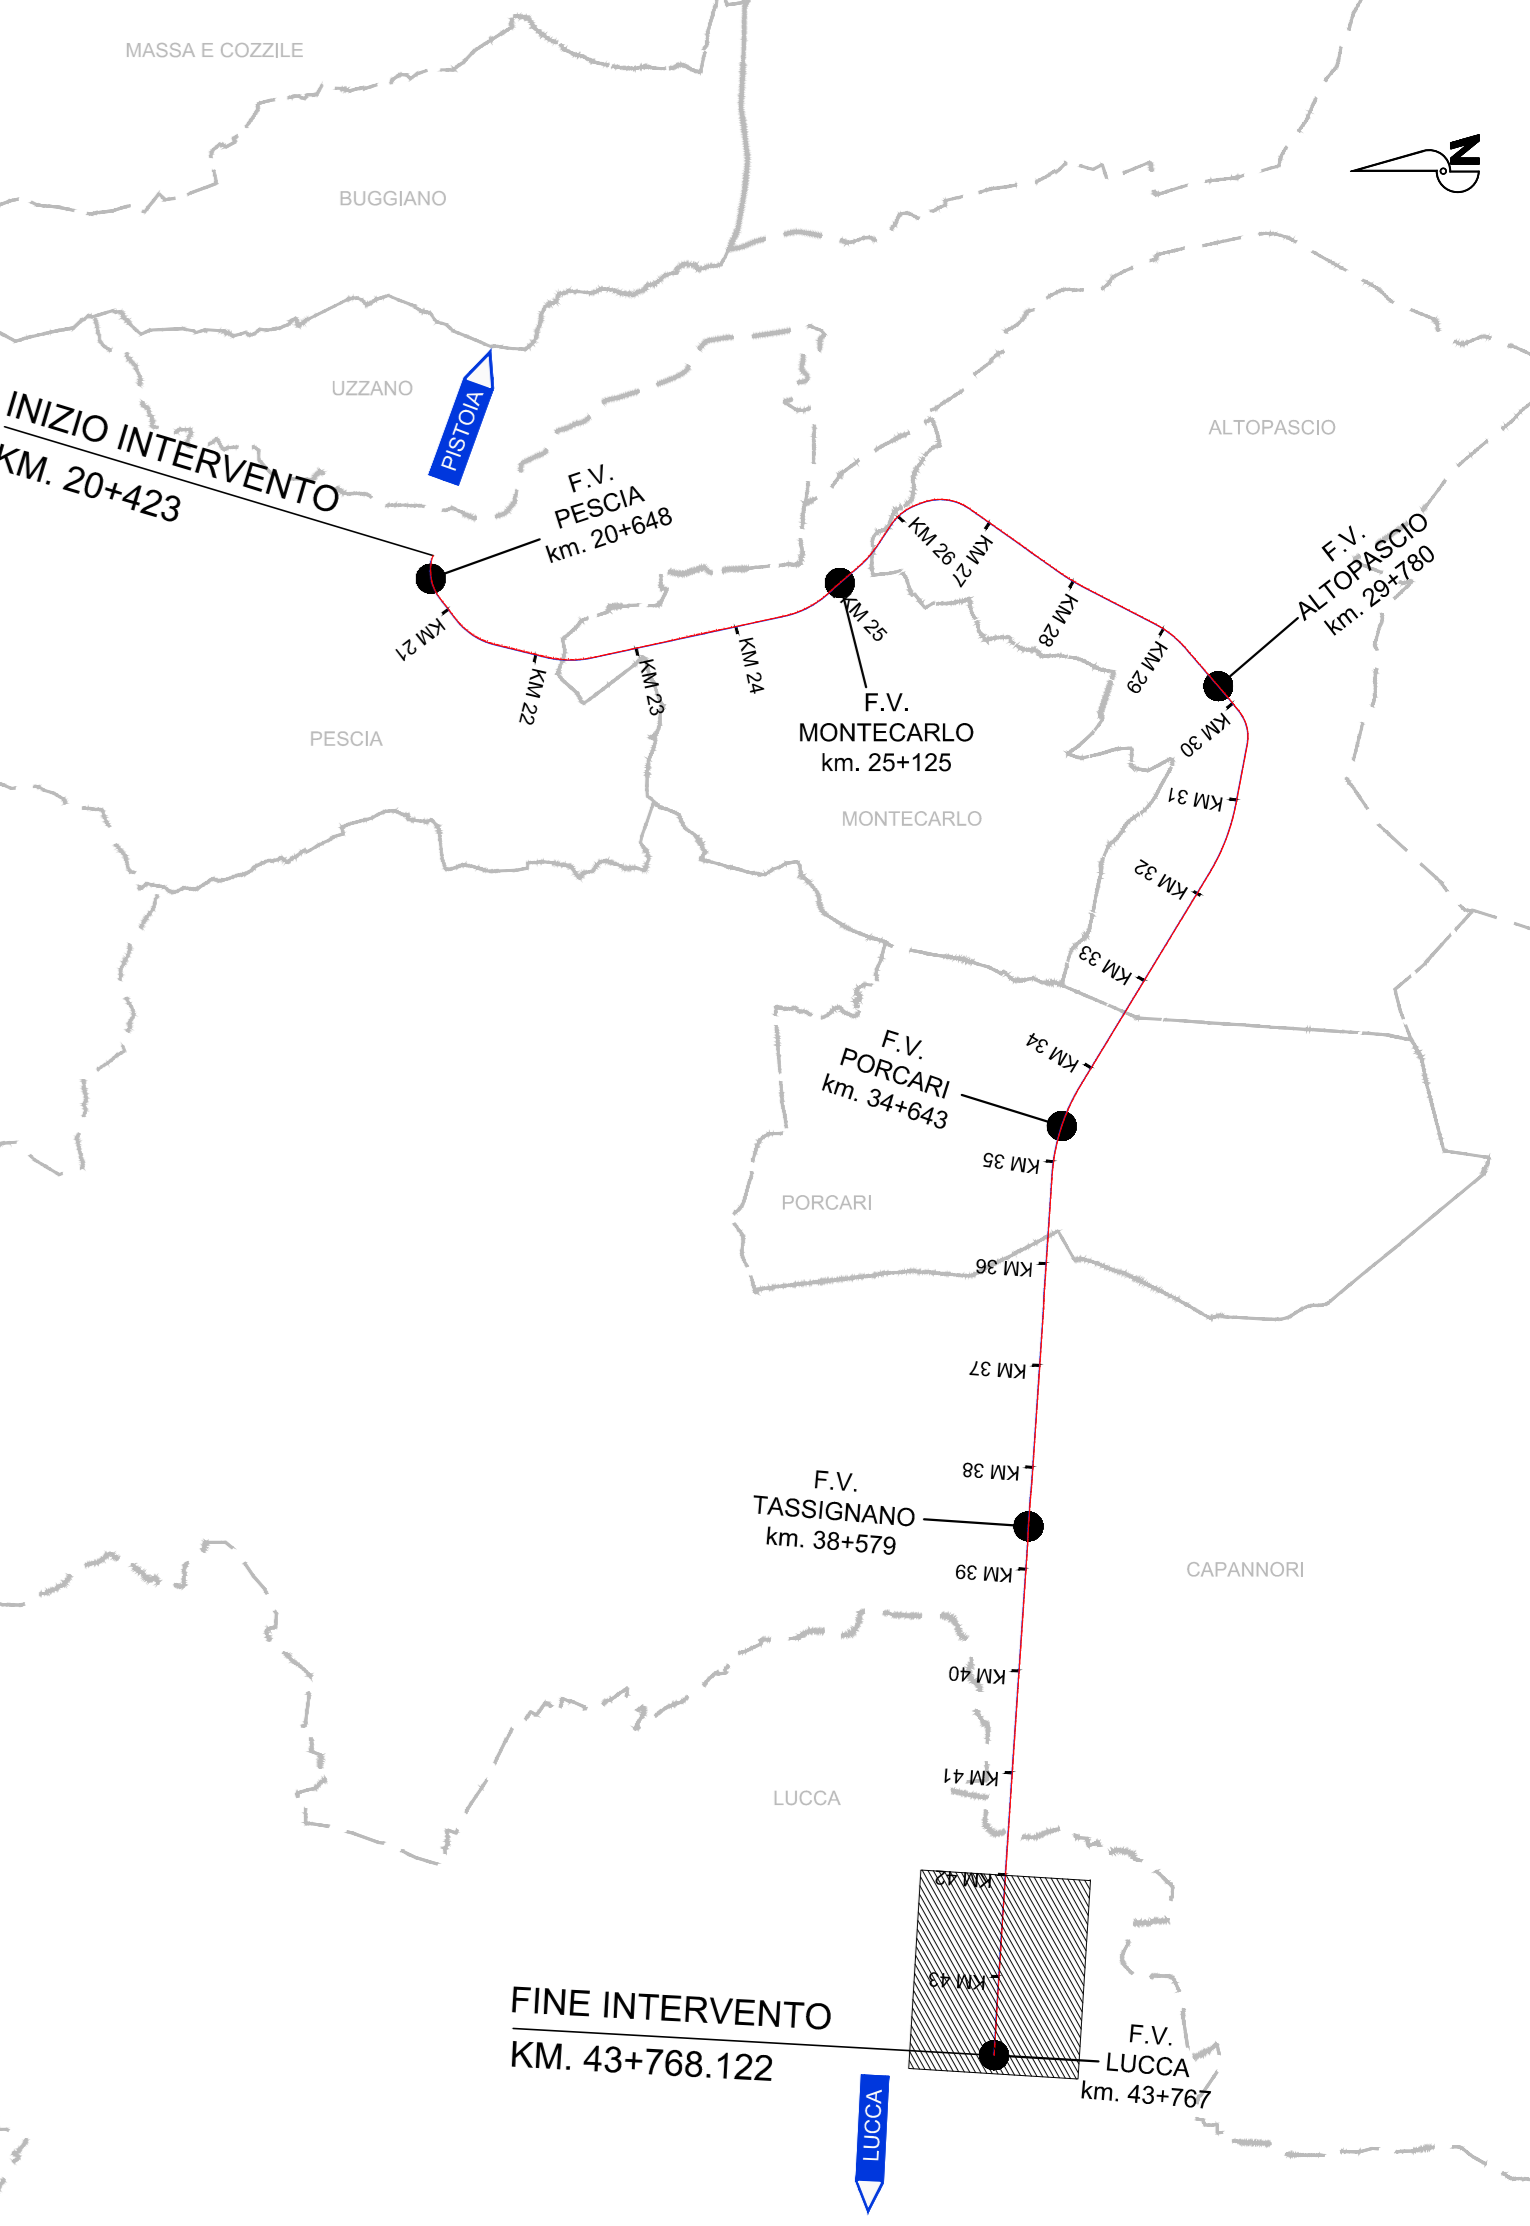 MASSA E COZZILE
N
BUGGIANO
UZZANO
PISTOIA
INIZIO INTERVENTO
KM. 20+423
F.V.
PESCIA
km. 20+648
ALTOPASCIO
F.V.
ALTOPASCIO
km. 29+780
KM 21
KM 22
KM 23
KM 24
KM 25
KM 26
KM 27
KM 28
KM 29
KM 30
PESCIA
F.V.
MONTECARLO
km. 25+125
MONTECARLO
KM 31
KM 32
KM 33
KM 34
F.V.
PORCARI
km. 34+643
KM 35
PORCARI
KM 36
KM 37
KM 38
F.V.
TASSIGNANO
km. 38+579
KM 39
CAPANNORI
KM 40
KM 41
LUCCA
KM 42
KM 43
FINE INTERVENTO
KM. 43+768.122
F.V.
LUCCA
km. 43+767
LUCCA